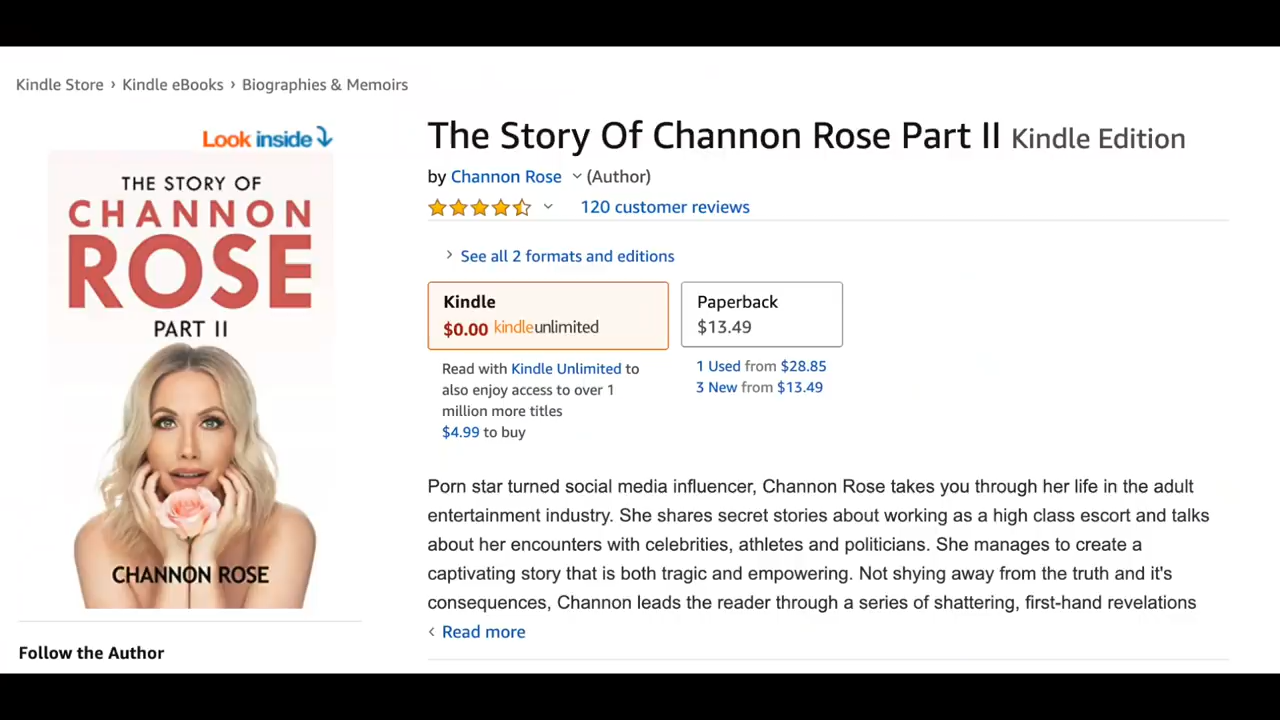 Kindle Store › Kindle eBooks › Biographies & Memoirs
Look inside
THE STORY OF
CHANNON
ROSE
PART II
CHANNON ROSE
Follow the Author
The Story Of Channon Rose Part II Kindle Edition
by Channon Rose (Author)
120 customer reviews
› See all 2 formats and editions
Kindle
$0.00 kindleunlimited
Read with Kindle Unlimited to
also enjoy access to over 1
million more titles
$4.99 to buy
Paperback
$13.49
1 Used from $28.85
3 New from $13.49
Porn star turned social media influencer, Channon Rose takes you through her life in the adult
entertainment industry. She shares secret stories about working as a high class escort and talks
about her encounters with celebrities, athletes and politicians. She manages to create a
captivating story that is both tragic and empowering. Not shying away from the truth and it's
consequences, Channon leads the reader through a series of shattering, first-hand revelations
‹ Read more